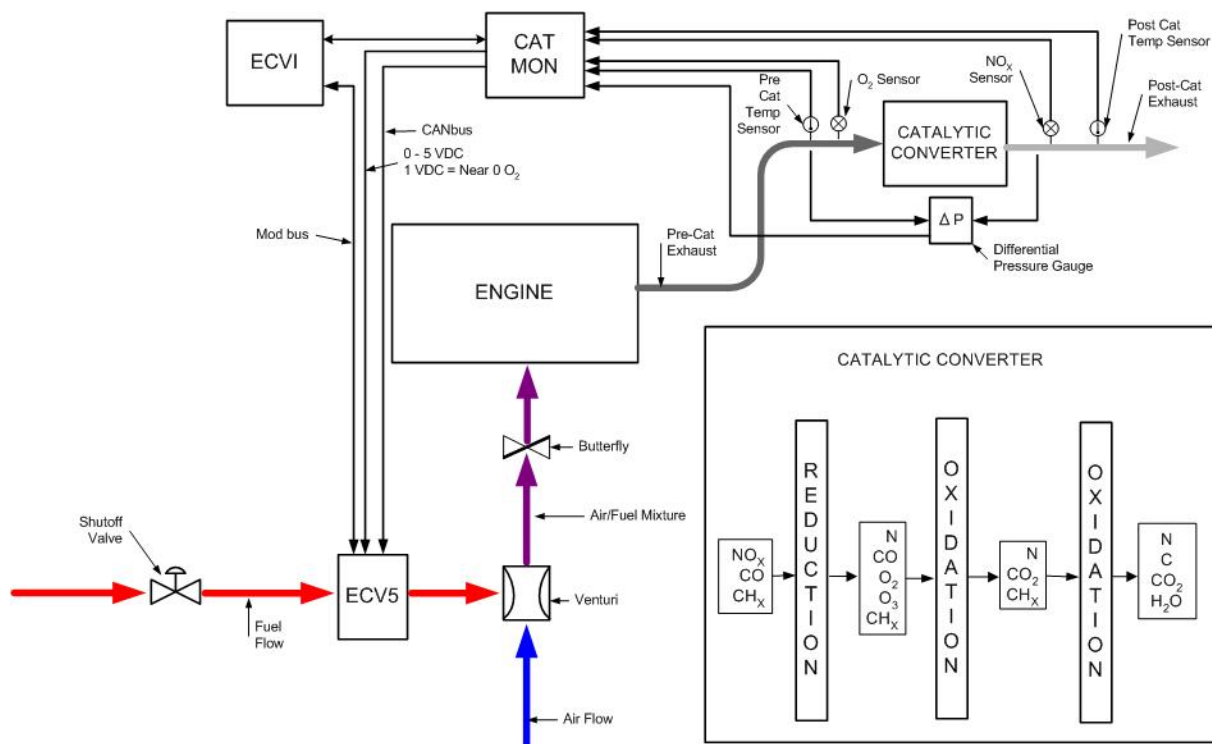 ECVI
CAT
MON
Post Cat
Temp Sensor
NOX
Sensor
O2 Sensor
Pre
Cat
Temp
Sensor
Post-Cat
Exhaust
CATALYTIC
CONVERTER
CANbus
0 - 5 VDC
1 VDC = Near 0 O2
Mod bus
Δ P
Differential
Pressure Gauge
Pre-Cat
Exhaust
ENGINE
Butterfly
Air/Fuel Mixture
Shutoff
Valve
Fuel
Flow
ECV5
Venturi
Air Flow
CATALYTIC CONVERTER
NOX
CO
CHX
REDUCTION
N
CO
O2
O3
CHX
OXIDATION
N
CO2
CHX
OXIDATION
N
C
CO2
H2O